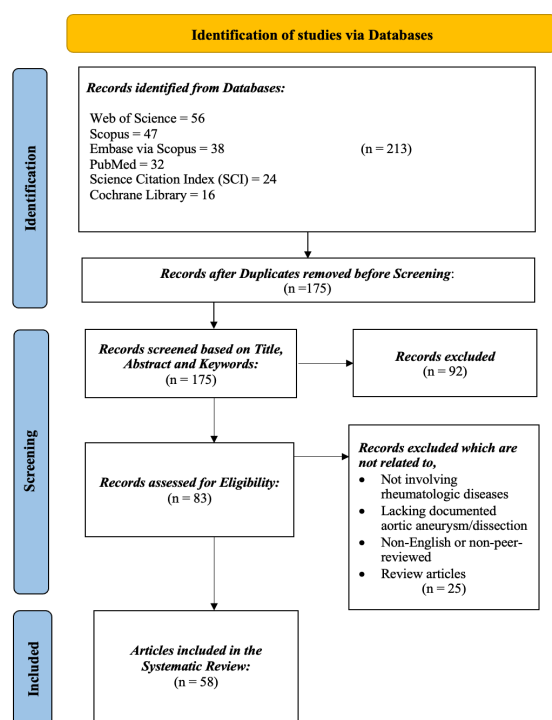 Identification of studies via Databases
Identification
Records identified from Databases:
Web of Science = 56
Scopus = 47
Embase via Scopus = 38 (n = 213)
PubMed = 32
Science Citation Index (SCI) = 24
Cochrane Library = 16
Records after Duplicates removed before Screening:
(n =175)
Screening
Records screened based on Title,
Abstract and Keywords:
(n = 175)
Records excluded
(n = 92)
Records assessed for Eligibility:
(n = 83)
Records excluded which are
not related to,
• Not involving
rheumatologic diseases
• Lacking documented
aortic aneurysm/dissection
• Non-English or non-peer-
reviewed
• Review articles
(n = 25)
Included
Articles included in the
Systematic Review:
(n = 58)